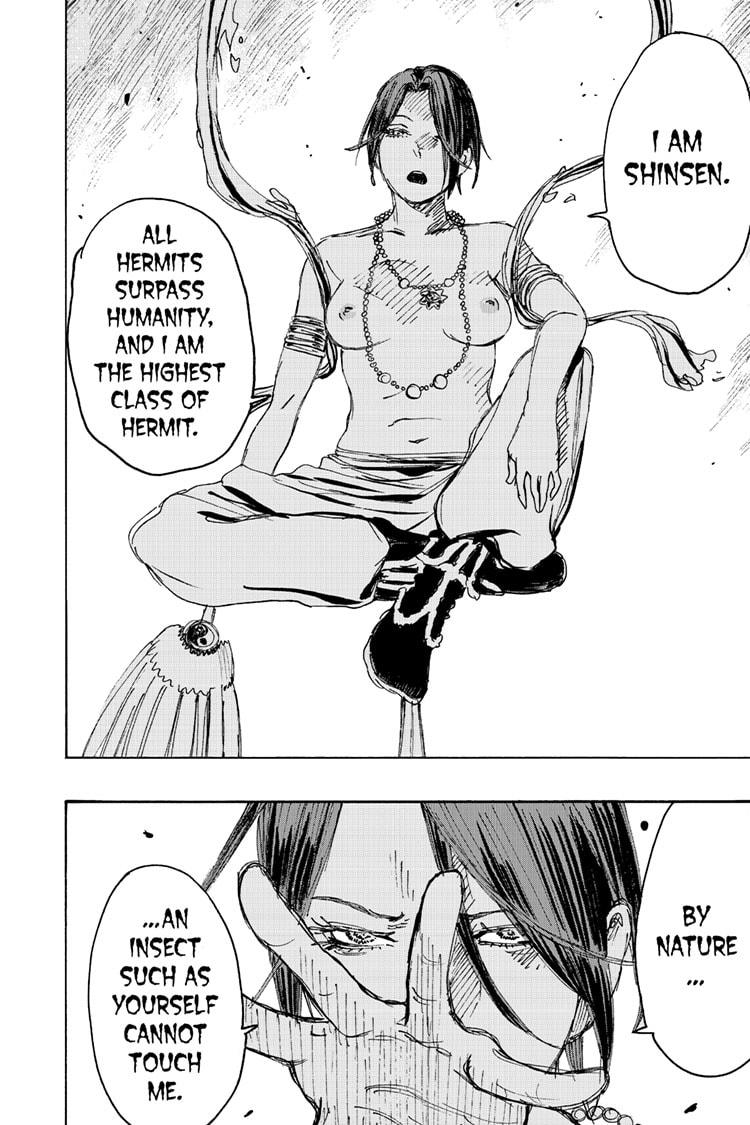 I AM
SHINSEN.
ALL
HERMITS
SURPASS
HUMANITY,
AND I AM
THE HIGHEST
CLASS OF
HERMIT.
BY
NATURE
...
...AN
INSECT
SUCH AS
YOURSELF
CANNOT
TOUCH
ME.